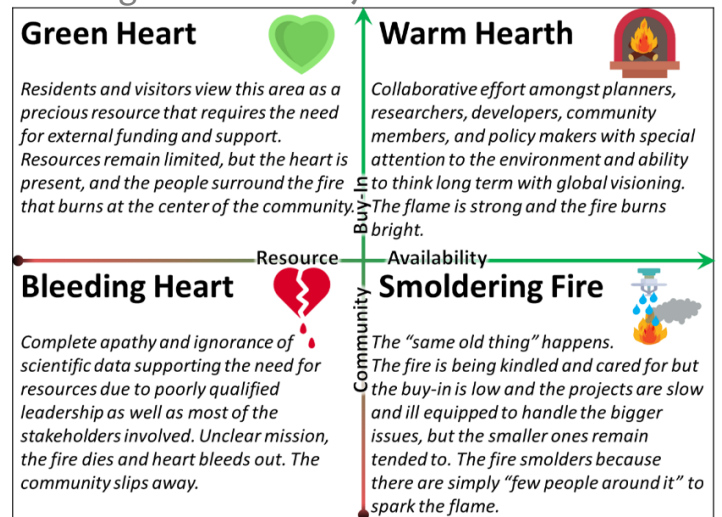 Green Heart
Residents and visitors view this area as a
precious resource that requires the need
for external funding and support.
Resources remain limited, but the heart is
present, and the people surround the fire
that burns at the center of the community.
Warm Hearth
Collaborative effort amongst planners,
researchers, developers, community
members, and policy makers with special
attention to the environment and ability
to think long term with global visioning.
The flame is strong and the fire burns
bright.
Resource Availability
Community Buy-In
Bleeding Heart
Complete apathy and ignorance of
scientific data supporting the need for
resources due to poorly qualified
leadership as well as most of the
stakeholders involved. Unclear mission,
the fire dies and heart bleeds out. The
community slips away.
Smoldering Fire
The “same old thing” happens.
The fire is being kindled and cared for but
the buy-in is low and the projects are slow
and ill equipped to handle the bigger
issues, but the smaller ones remain
tended to. The fire smolders because
there are simply “few people around it” to
spark the flame.